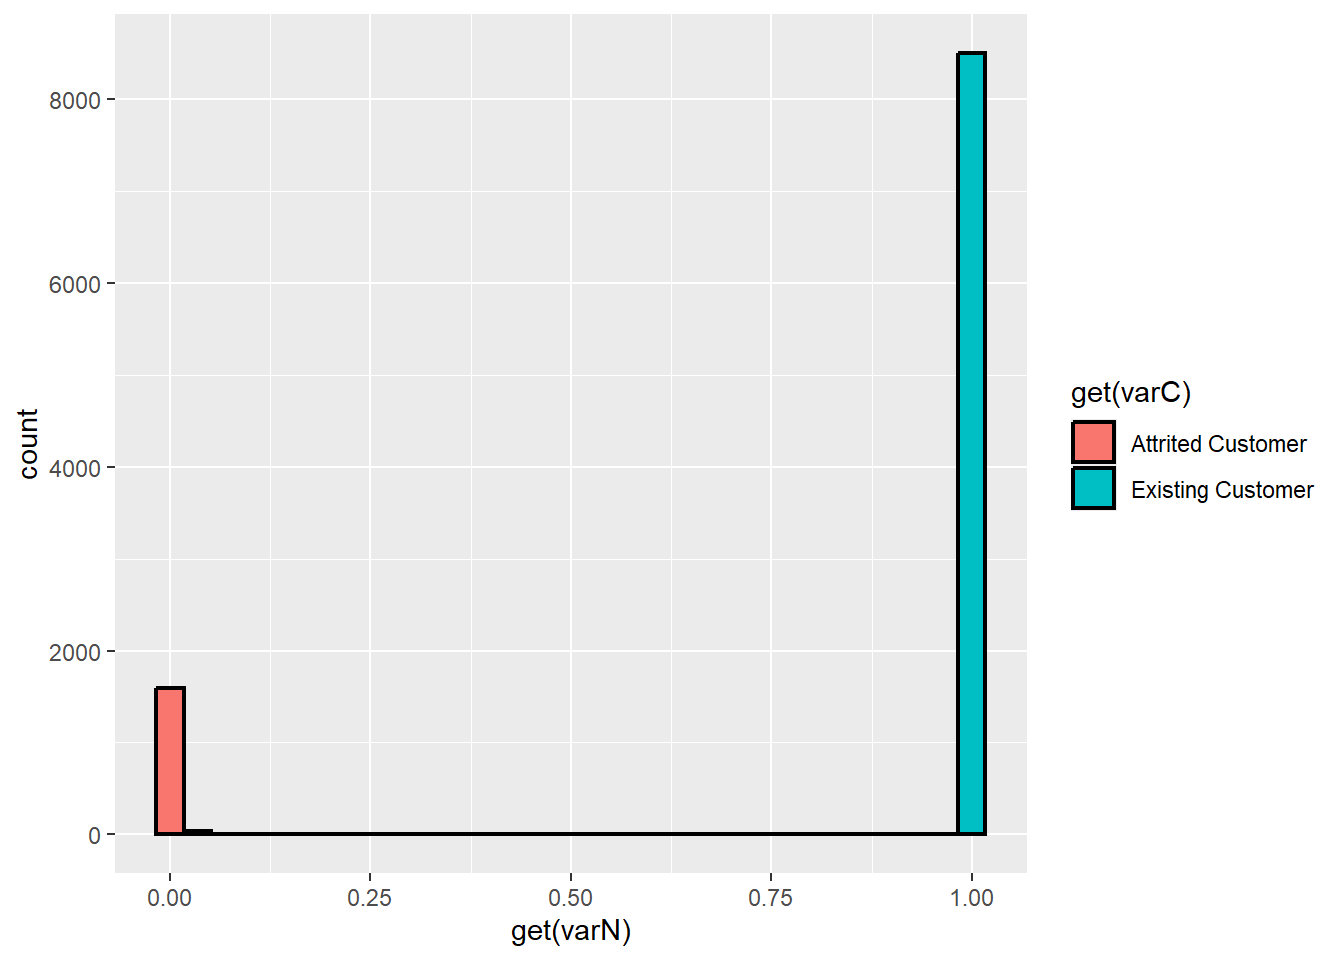 8000
6000
4000
2000
0
count
0.00
0.25
0.50
0.75
1.00
get(varN)
get(varC)
Attrited Customer
Existing Customer